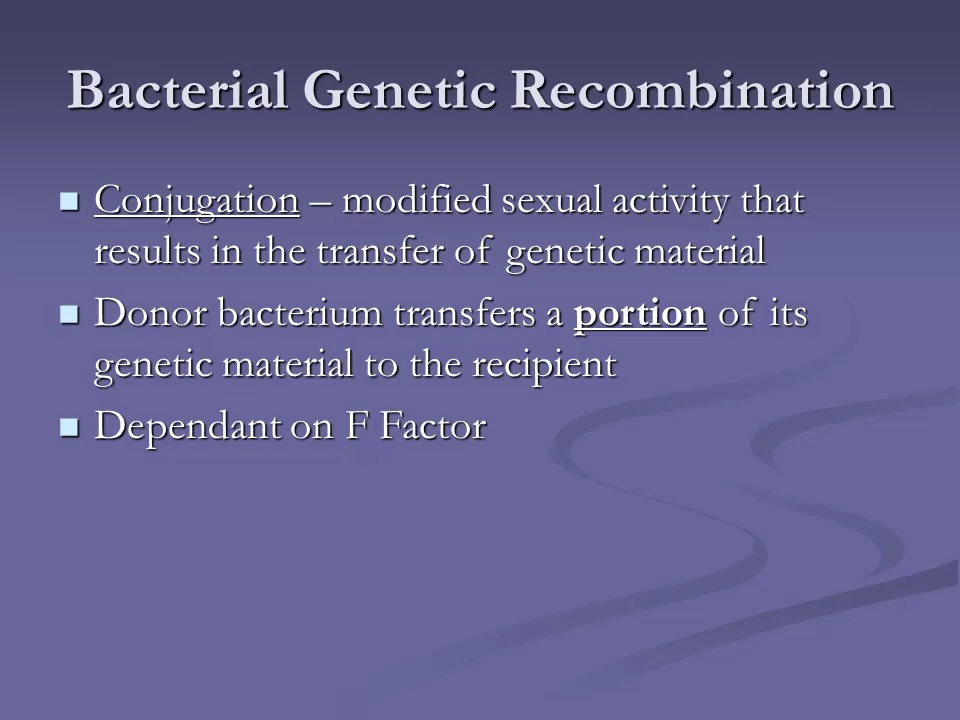 Bacterial Genetic Recombination
Conjugation – modified sexual activity that
results in the transfer of genetic material
Donor bacterium transfers a portion of its
genetic material to the recipient
Dependant on F Factor